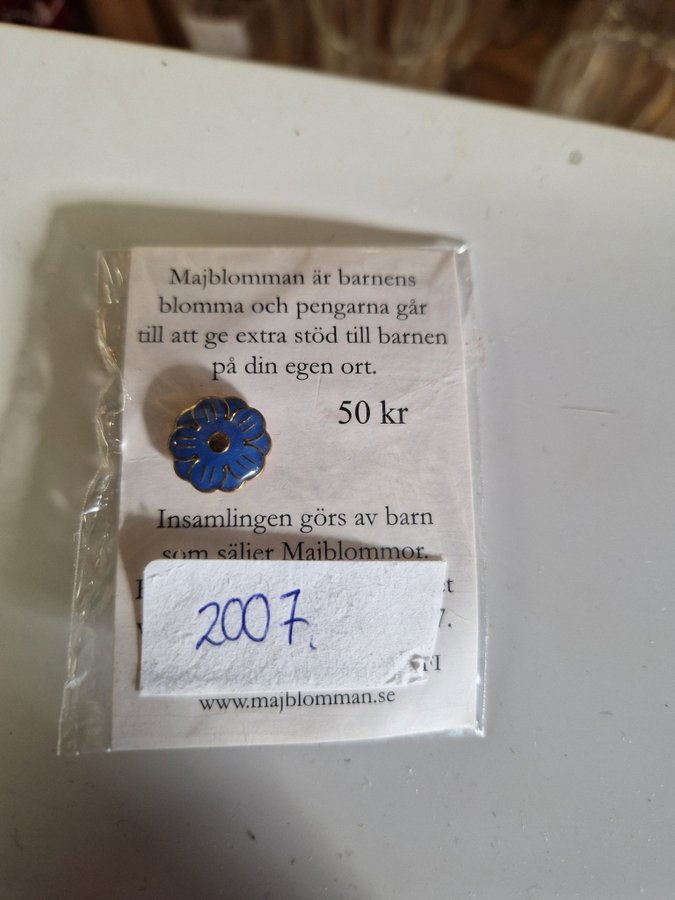 Majblomman är barnens
blomma och pengarna går
till att ge extra stöd till barnen
på din egen ort.
50 kr
Insamlingen görs av barn
som säljer Majblommor.
2007.
www.majblomman.se